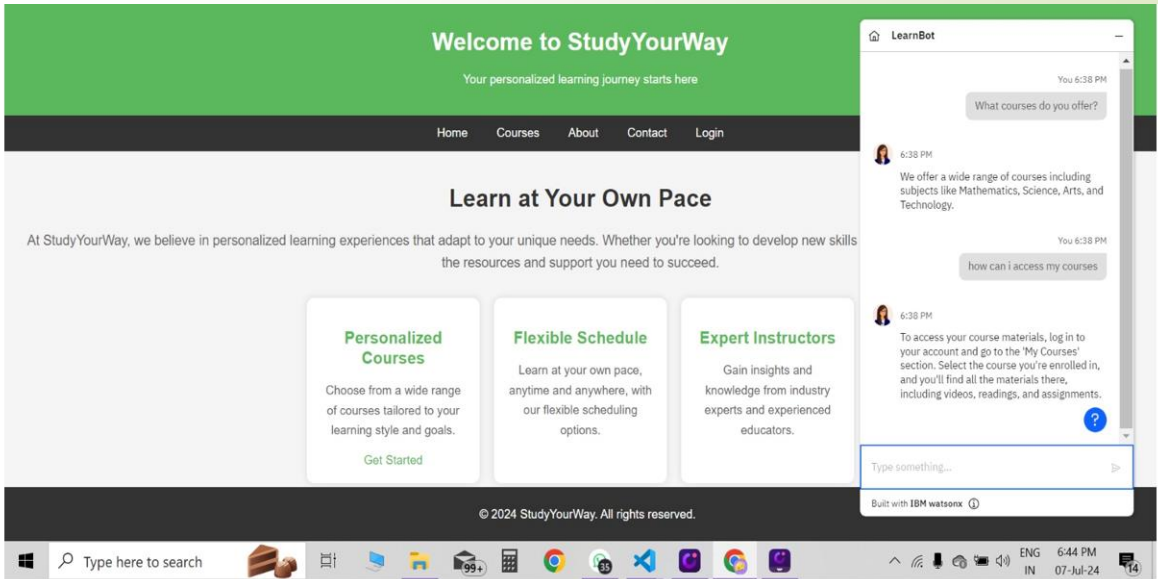 Welcome to StudyYourWay
Your personalized learning journey starts here
Home Courses About Contact Login
Learn at Your Own Pace
At StudyYourWay, we believe in personalized learning experiences that adapt to your unique needs. Whether you're looking to develop new skills
the resources and support you need to succeed.
Personalized
Courses
Choose from a wide range
of courses tailored to your
learning style and goals.
Get Started
Flexible Schedule
Learn at your own pace,
anytime and anywhere, with
our flexible scheduling
options.
Expert Instructors
Gain insights and
knowledge from industry
experts and experienced
educators.
© 2024 StudyYourWay. All rights reserved.
LearnBot
You 6:38 PM
What courses do you offer?
6:38 PM
We offer a wide range of courses including
subjects like Mathematics, Science, Arts, and
Technology.
You 6:38 PM
how can i access my courses
6:38 PM
To access your course materials, log in to
your account and go to the 'My Courses'
section. Select the course you're enrolled in,
and you'll find all the materials there,
including videos, readings, and assignments.
?
Type something...
Built with IBM watsonx
Type here to search
99+
35
ENG
IN
6:44 PM
07-Jul-24
14